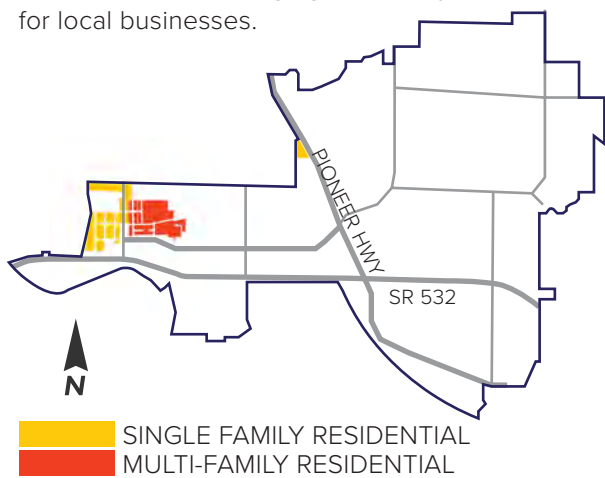 for local businesses.
PIONEER HWY
SR 532
N
SINGLE FAMILY RESIDENTIAL
MULTI-FAMILY RESIDENTIAL